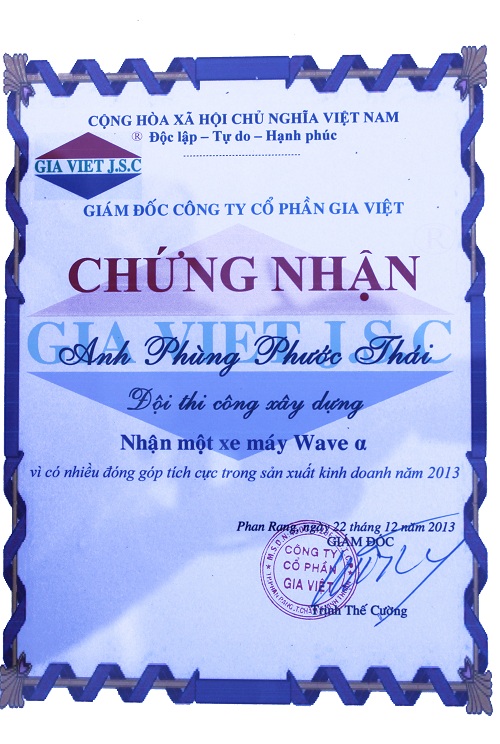 CỘNG HÒA XÃ HỘI CHỦ NGHĨA VIỆT NAM
® Độc lập – Tự do – Hạnh phúc
GIA VIET J.S.C
GIÁM ĐỐC CÔNG TY CỔ PHẦN GIA VIỆT
CHỨNG NHẬN
GIA VIET J.S.C
Anh Phùng Phước Thái
Đội thi công xây dựng
Nhận một xe máy Wave α
vì có nhiều đóng góp tích cực trong sản xuất kinh doanh năm 2013
Phan Rang, ngày 22 tháng 12 năm 2013
GIÁM ĐỐC
CÔNG TY
CỔ PHẦN
GIA VIỆT
Trịnh Thế Cường